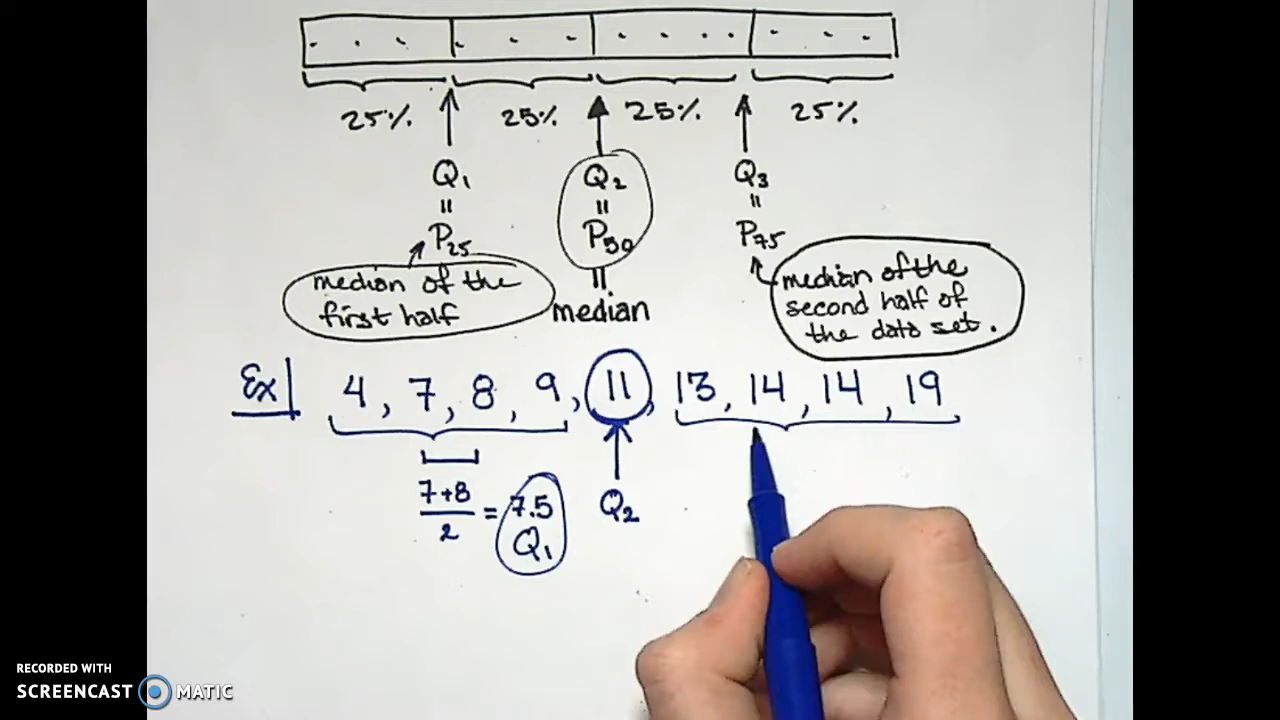 25% 25% 25% 25%
Q1 Q2 Q3
=
=
=
P25 P50 P75
=
median of the
first half
median
median of the
second half of
the data set.
Ex 4, 7, 8, 9, 11, 13, 14, 14, 19
7+8
2
= 7.5
Q1
Q2
RECORDED WITH
SCREENCAST MATIC